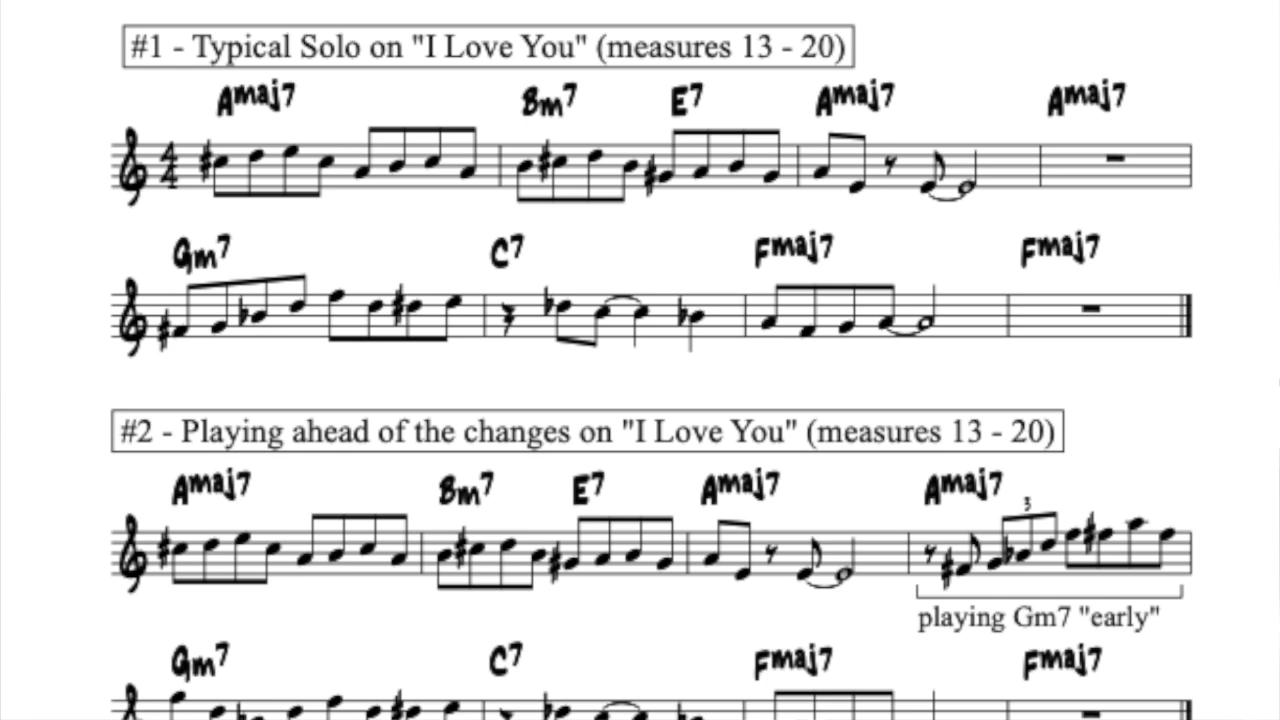 #1 - Typical Solo on "I Love You" (measures 13 - 20)
Amaj7 Bm7 E7 Amaj7 Amaj7
4
4
Gm7 C7 Fmaj7 Fmaj7
#2 - Playing ahead of the changes on "I Love You" (measures 13 - 20)
Amaj7 Bm7 E7 Amaj7 Amaj7
3
playing Gm7 "early"
Gm7 C7 Fmaj7 Fmaj7